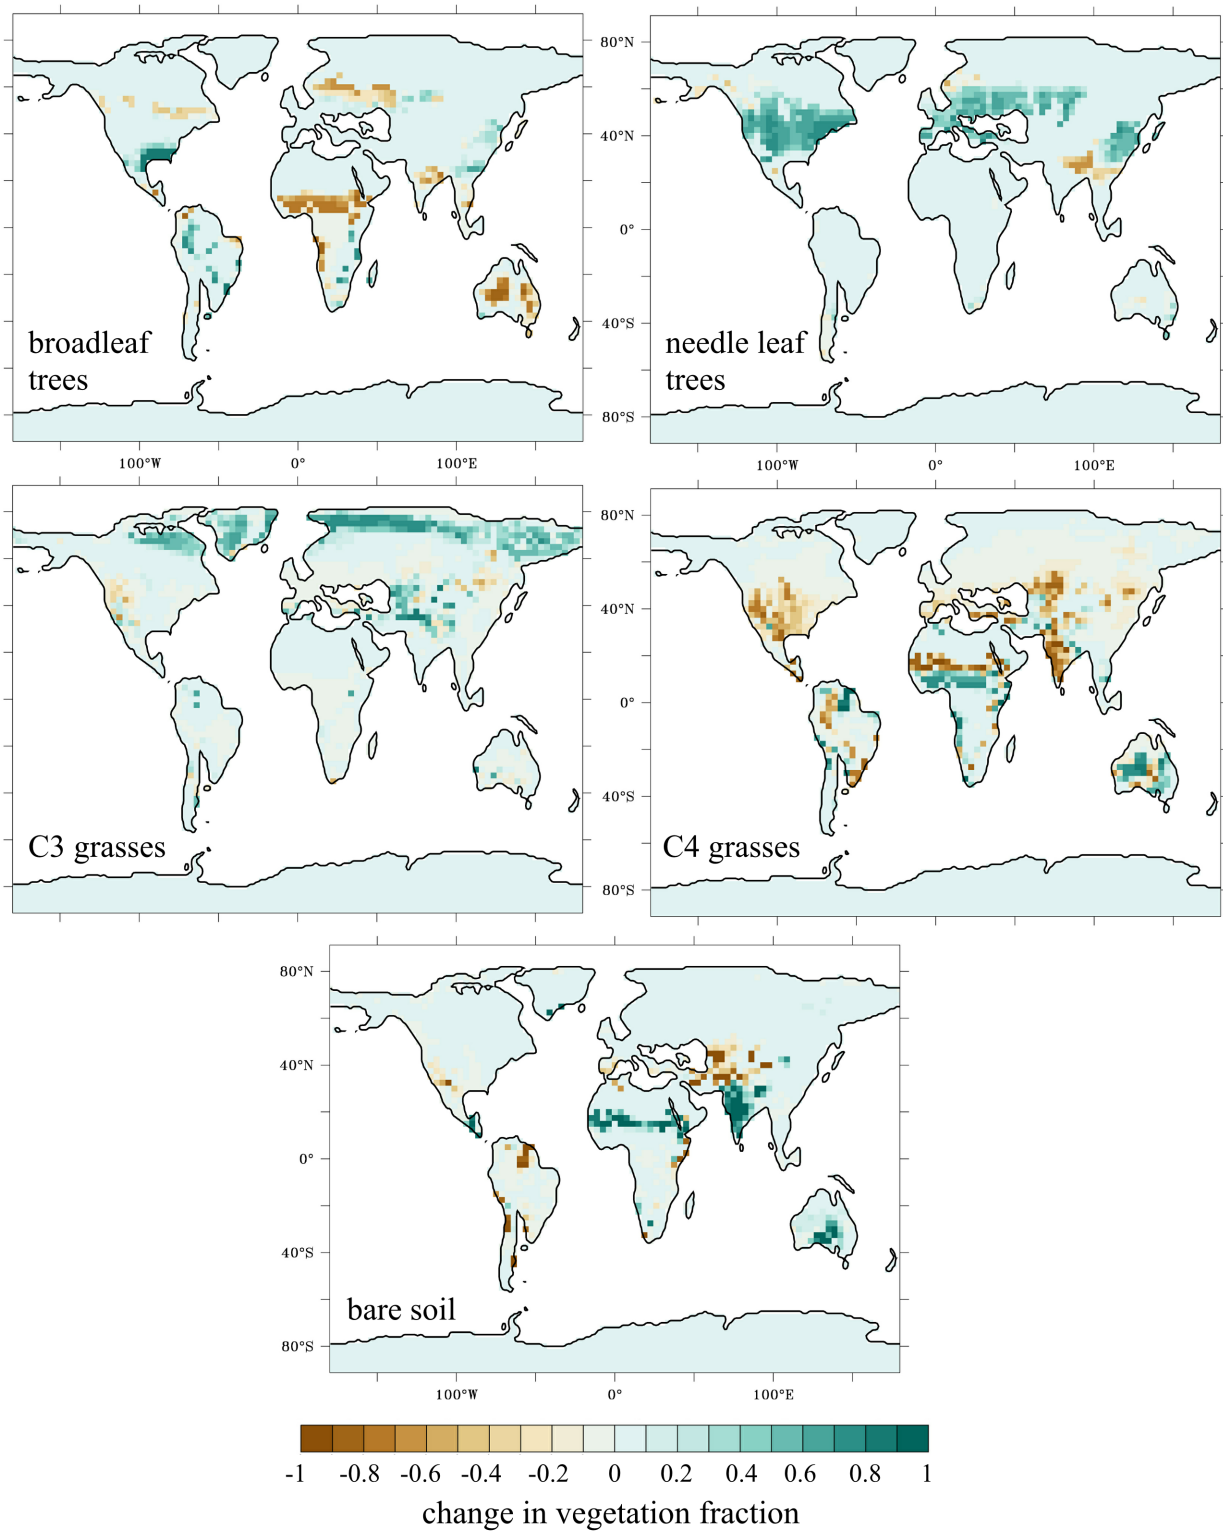 80°N
40°N
0°
40°S
80°S
broadleaf
trees
needle leaf
trees
100°W 0° 100°E
100°W 0° 100°E
80°N
40°N
0°
40°S
80°S
C3 grasses
C4 grasses
80°N
40°N
0°
40°S
80°S
bare soil
100°W 0° 100°E
-1 -0.8 -0.6 -0.4 -0.2 0 0.2 0.4 0.6 0.8 1
change in vegetation fraction